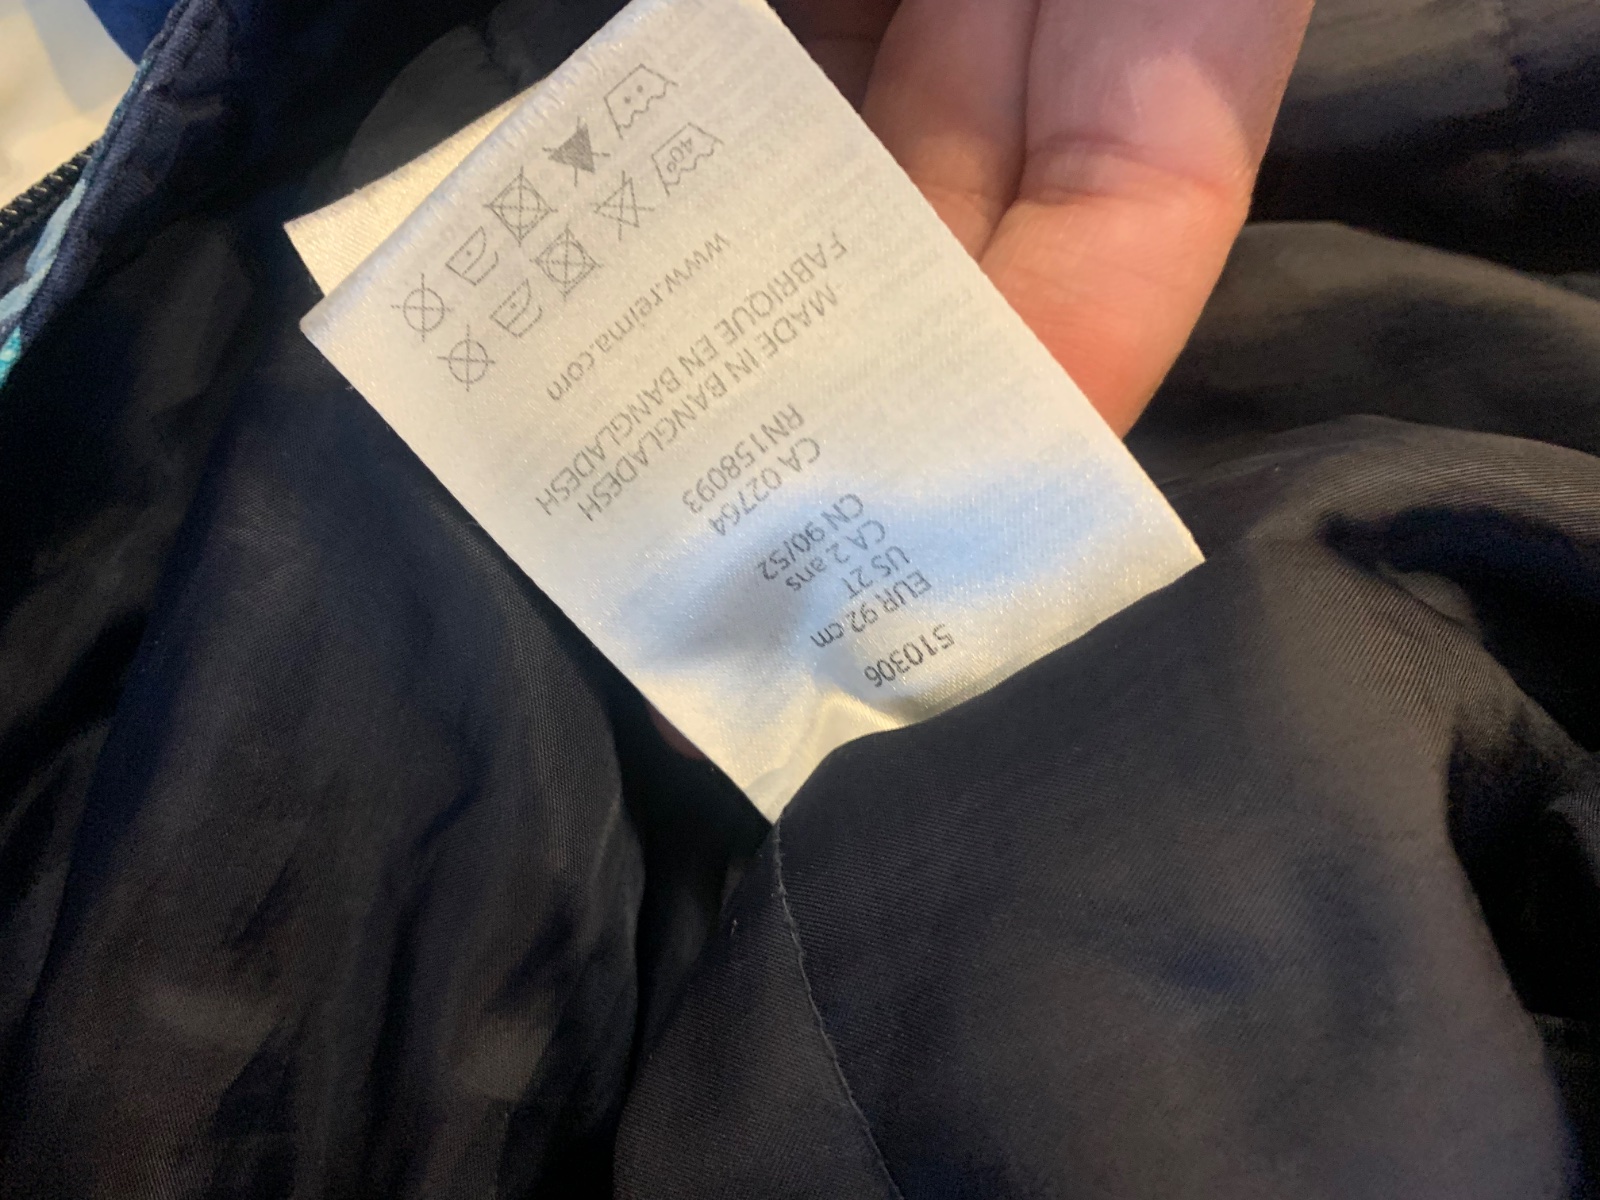 510306
EUR 92 cm
US 2T
CA 2 ans
CN 90/52
CA 02764
RN 158093
MADE IN BANGLADESH
FABRIQUE EN BANGLADESH
www.reima.com
40°